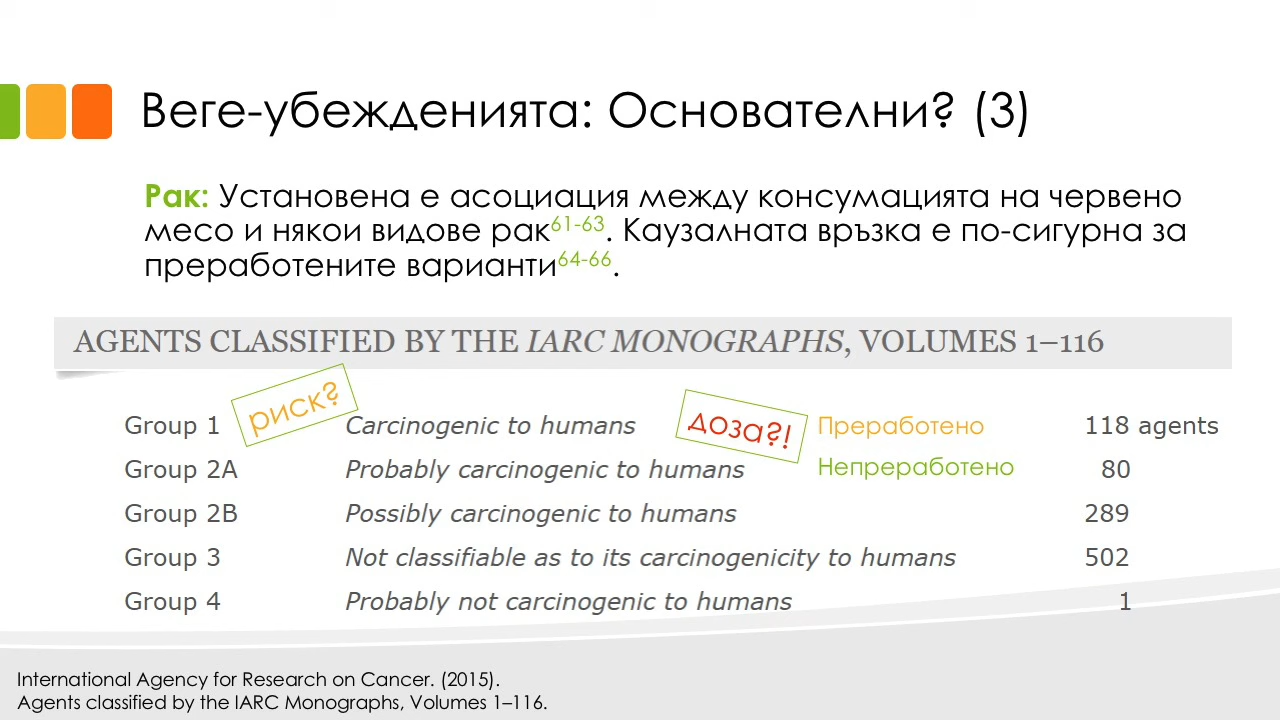 Веге-убежденията: Основателни? (3)
Рак: Установена е асоциация между консумацията на червено
месо и някои видове рак61-63. Каузалната връзка е по-сигурна за
преработените варианти64-66.
AGENTS CLASSIFIED BY THE IARC MONOGRAPHS, VOLUMES 1–116
риск?
доза?!
Group 1 Carcinogenic to humans Преработено 118 agents
Group 2A Probably carcinogenic to humans Непреработено 80
Group 2B Possibly carcinogenic to humans 289
Group 3 Not classifiable as to its carcinogenicity to humans 502
Group 4 Probably not carcinogenic to humans 1
International Agency for Research on Cancer. (2015).
Agents classified by the IARC Monographs, Volumes 1–116.